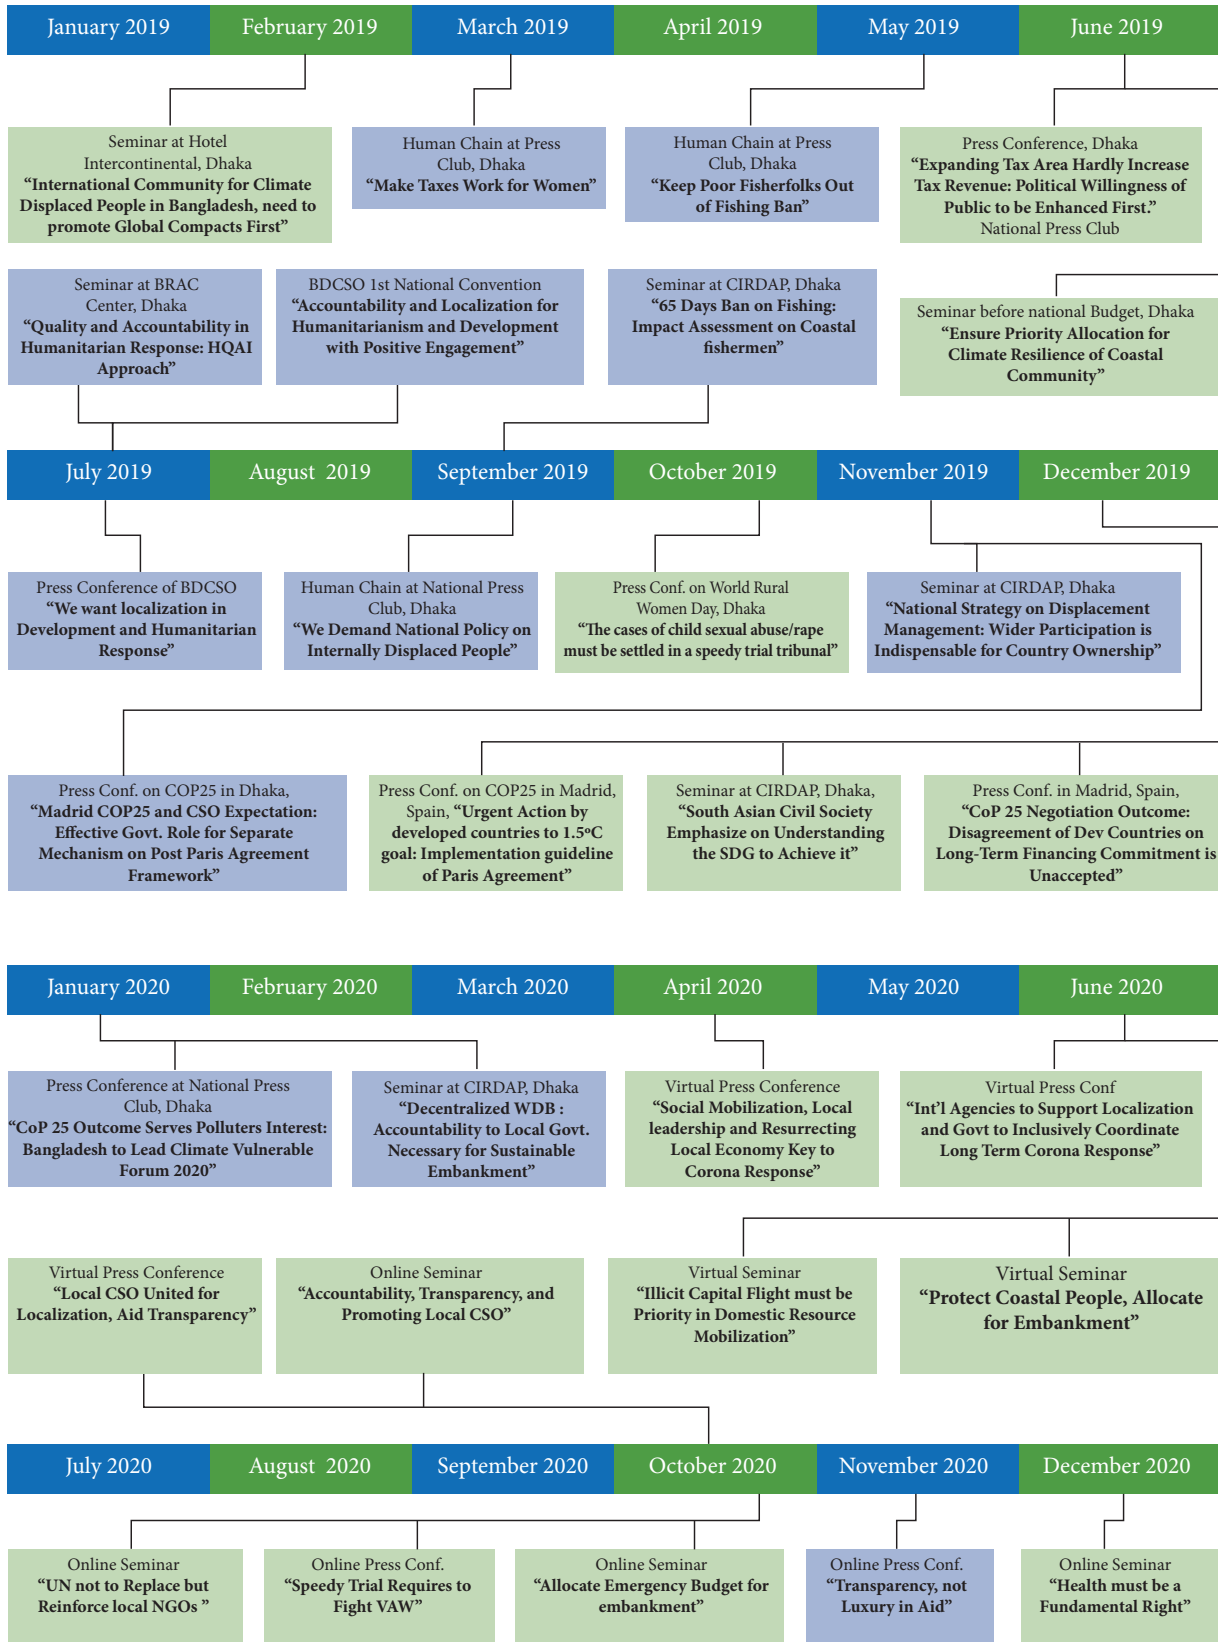 January 2019
February 2019
March 2019
April 2019
May 2019
June 2019
Seminar at Hotel
Intercontinental, Dhaka
“International Community for Climate
Displaced People in Bangladesh, need to
promote Global Compacts First”
Human Chain at Press
Club, Dhaka
“Make Taxes Work for Women”
Human Chain at Press
Club, Dhaka
“Keep Poor Fisherfolks Out
of Fishing Ban”
Press Conference, Dhaka
“Expanding Tax Area Hardly Increase
Tax Revenue: Political Willingness of
Public to be Enhanced First.”
National Press Club
Seminar at BRAC
Center, Dhaka
“Quality and Accountability in
Humanitarian Response: HQAI
Approach”
BDCSO 1st National Convention
“Accountability and Localization for
Humanitarianism and Development
with Positive Engagement”
Seminar at CIRDAP, Dhaka
“65 Days Ban on Fishing:
Impact Assessment on Coastal
fishermen”
Seminar before national Budget, Dhaka
“Ensure Priority Allocation for
Climate Resilience of Coastal
Community”
July 2019
August 2019
September 2019
October 2019
November 2019
December 2019
Press Conference of BDCSO
“We want localization in
Development and Humanitarian
Response”
Human Chain at National Press
Club, Dhaka
“We Demand National Policy on
Internally Displaced People”
Press Conf. on World Rural
Women Day, Dhaka
“The cases of child sexual abuse/rape
must be settled in a speedy trial tribunal”
Seminar at CIRDAP, Dhaka
“National Strategy on Displacement
Management: Wider Participation is
Indispensable for Country Ownership”
Press Conf. on COP25 in Dhaka,
“Madrid COP25 and CSO Expectation:
Effective Govt. Role for Separate
Mechanism on Post Paris Agreement
Framework”
Press Conf. on COP25 in Madrid,
Spain, “Urgent Action by
developed countries to 1.5ºC
goal: Implementation guideline
of Paris Agreement”
Seminar at CIRDAP, Dhaka,
“South Asian Civil Society
Emphasize on Understanding
the SDG to Achieve it”
Press Conf. in Madrid, Spain,
“CoP 25 Negotiation Outcome:
Disagreement of Dev Countries on
Long-Term Financing Commitment is
Unaccepted”
January 2020
February 2020
March 2020
April 2020
May 2020
June 2020
Press Conference at National Press
Club, Dhaka
“CoP 25 Outcome Serves Polluters Interest:
Bangladesh to Lead Climate Vulnerable
Forum 2020”
Seminar at CIRDAP, Dhaka
“Decentralized WDB :
Accountability to Local Govt.
Necessary for Sustainable
Embankment”
Virtual Press Conference
“Social Mobilization, Local
leadership and Resurrecting
Local Economy Key to
Corona Response”
Virtual Press Conf
“Int’l Agencies to Support Localization
and Govt to Inclusively Coordinate
Long Term Corona Response”
Virtual Press Conference
“Local CSO United for
Localization, Aid Transparency”
Online Seminar
“Accountability, Transparency, and
Promoting Local CSO”
Virtual Seminar
“Illicit Capital Flight must be
Priority in Domestic Resource
Mobilization”
Virtual Seminar
“Protect Coastal People, Allocate
for Embankment”
July 2020
August 2020
September 2020
October 2020
November 2020
December 2020
Online Seminar
“UN not to Replace but
Reinforce local NGOs ”
Online Press Conf.
“Speedy Trial Requires to
Fight VAW”
Online Seminar
“Allocate Emergency Budget for
embankment”
Online Press Conf.
“Transparency, not
Luxury in Aid”
Online Seminar
“Health must be a
Fundamental Right”